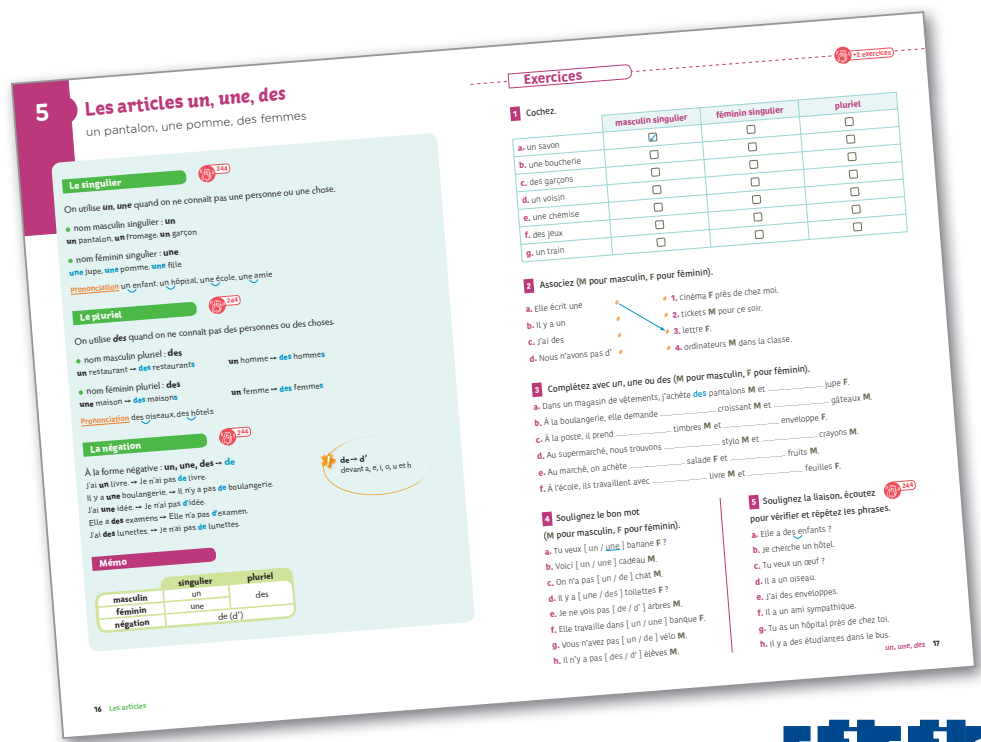 5
Les articles un, une, des
un pantalon, une pomme, des femmes
Le singulier 244
On utilise un, une quand on ne connaît pas une personne ou une chose.
• nom masculin singulier : un
un pantalon, un fromage, un garçon
• nom féminin singulier : une
une jupe, une pomme, une fille
Prononciation un enfant, un hôpital, une école, une amie
Le pluriel 244
On utilise des quand on ne connaît pas des personnes ou des choses.
• nom masculin pluriel : des
un restaurant → des restaurants un homme → des hommes
• nom féminin pluriel : des
une maison → des maisons une femme → des femmes
Prononciation des oiseaux, des hôtels
La négation 244
À la forme négative : un, une, des → de
J'ai un livre. → Je n'ai pas de livre.
Il y a une boulangerie. → Il n'y a pas de boulangerie.
J'ai une idée. → Je n'ai pas d'idée.
Elle a des examens → Elle n'a pas d'examen.
J'ai des lunettes. → Je n'ai pas de lunettes.
! de → d'
devant a, e, i, o, u et h
Mémo
singulier pluriel
masculin un des
féminin une
négation de (d')
16 Les articles
Exercices
+2 exercices
1 Cochez.
masculin singulier féminin singulier pluriel
a. un savon
b. une boucherie
c. des garçons
d. un voisin
e. une chemise
f. des jeux
g. un train
2 Associez (M pour masculin, F pour féminin).
a. Elle écrit une
b. Il y a un
c. J'ai des
d. Nous n'avons pas d'
1. cinéma F près de chez moi.
2. tickets M pour ce soir.
3. lettre F.
4. ordinateurs M dans la classe.
3 Complétez avec un, une ou des (M pour masculin, F pour féminin).
a. Dans un magasin de vêtements, j'achète des pantalons M et ............ jupe F.
b. À la boulangerie, elle demande ............ croissant M et ............ gâteaux M.
c. À la poste, il prend ............ timbres M et ............ enveloppe F.
d. Au supermarché, nous trouvons ............ stylo M et ............ crayons M.
e. Au marché, on achète ............ salade F et ............ fruits M.
f. À l'école, ils travaillent avec ............ livre M et ............ feuilles F.
4 Soulignez le bon mot
(M pour masculin, F pour féminin).
a. Tu veux [ un / une ] banane F ?
b. Voici [ un / une ] cadeau M.
c. On n'a pas [ un / de ] chat M.
d. Il y a [ une / des ] toilettes F ?
e. Je ne vois pas [ de / d' ] arbres M.
f. Elle travaille dans [ un / une ] banque F.
g. Vous n'avez pas [ un / de ] vélo M.
h. Il n'y a pas [ des / d' ] élèves M.
5 Soulignez la liaison, écoutez 244
pour vérifier et répétez les phrases.
a. Elle a des enfants ?
b. Je cherche un hôtel.
c. Tu veux un œuf ?
d. Il a un oiseau.
e. J'ai des enveloppes.
f. Il a un ami sympathique.
g. Tu as un hôpital près de chez toi.
h. Il y a des étudiants dans le bus.
un, une, des 17